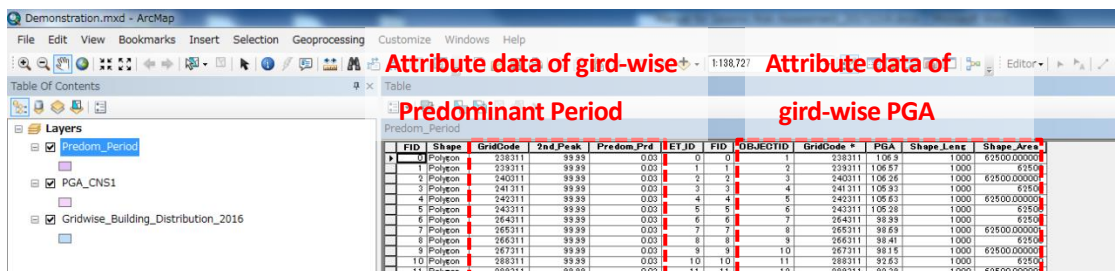 Demonstration.mxd - ArcMap
File Edit View Bookmarks Insert Selection Geoprocessing Customize Windows Help
1:138,727 Editor
Attribute data of gird-wise Predominant Period
Attribute data of gird-wise PGA
Table Of Contents
Table
Layers
Predom_Period
PGA_CNS1
Gridwise_Building_Distribution_2016
Predom_Period
FID Shape GridCode 2nd_Peak Predom_Prd ET_ID FID OBJECTID GridCode * PGA Shape_Leng Shape_Area
0 Polygon 238311 99.99 0.03 0 0 1 238311 106.9 1000 62500.00000
1 Polygon 239311 99.99 0.03 1 1 2 239311 106.57 1000 6250
2 Polygon 240311 99.99 0.03 2 2 3 240311 106.26 1000 62500.00000
3 Polygon 241311 99.99 0.03 3 3 4 241311 105.93 1000 6250
4 Polygon 242311 99.99 0.03 4 4 5 242311 105.63 1000 62500.00000
5 Polygon 243311 99.99 0.03 5 5 6 243311 105.28 1000 6250
6 Polygon 264311 99.99 0.03 6 6 7 264311 98.99 1000 6250
7 Polygon 265311 99.99 0.03 7 7 8 265311 98.69 1000 62500.00000
8 Polygon 266311 99.99 0.03 8 8 9 266311 98.41 1000 6250
9 Polygon 267311 99.99 0.03 9 9 10 267311 98.15 1000 62500.00000
10 Polygon 288311 99.99 0.03 10 10 11 288311 92.63 1000 6250